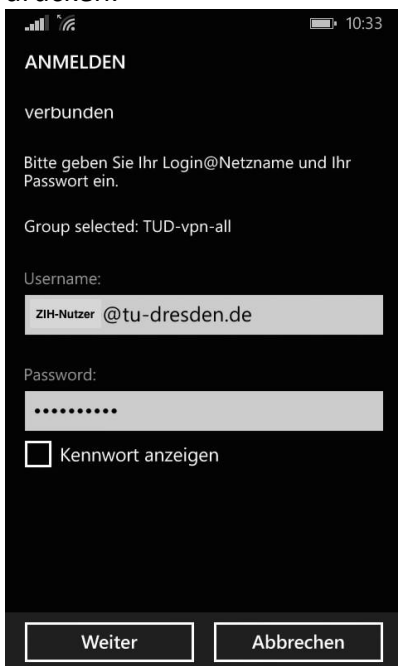 10:33
ANMELDEN
verbunden
Bitte geben Sie Ihr Login@Netzname und Ihr
Passwort ein.
Group selected: TUD-vpn-all
Username:
ZIH-Nutzer @tu-dresden.de
Password:
••••••••••
Kennwort anzeigen
Weiter Abbrechen